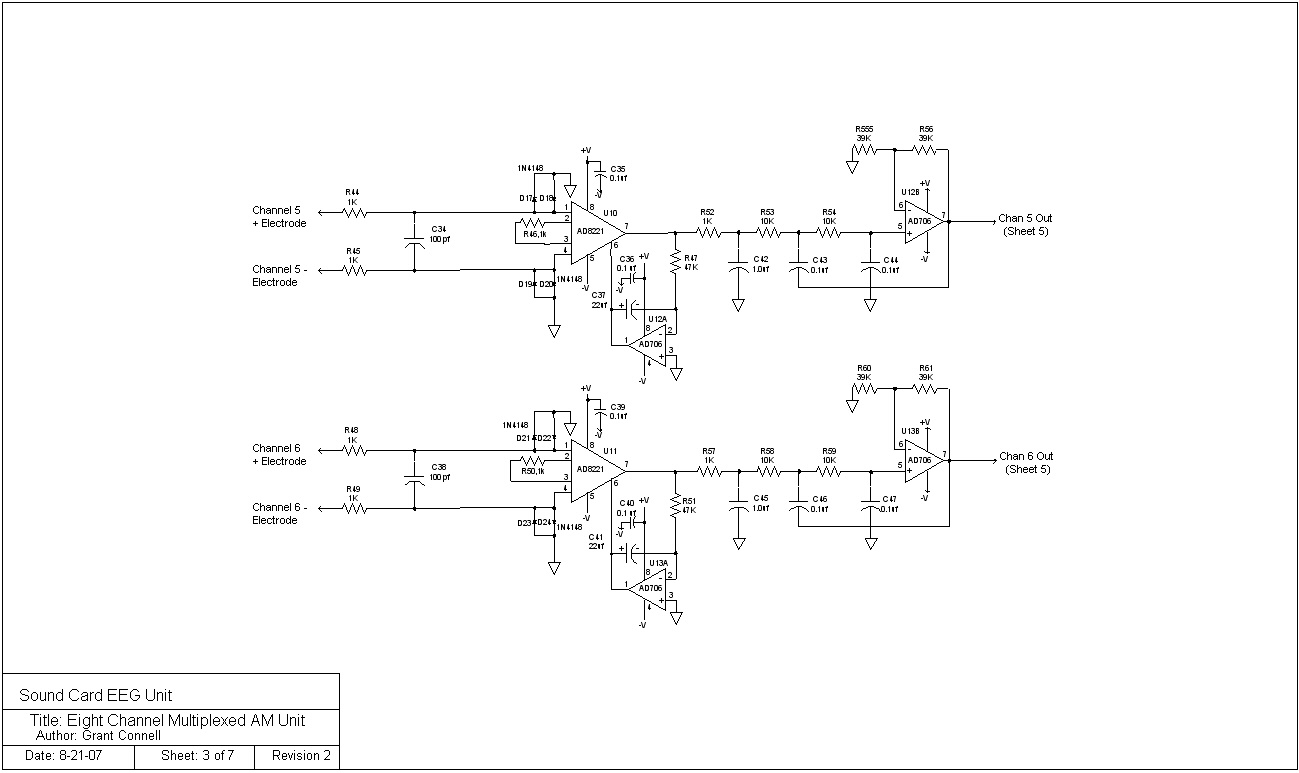 R555
39K
R56
39K
+V
C35
0.1uf
-V
1N4148
D17
D18
U12B
+V
6
-
7
AD706
5
+
-V
Chan 5 Out
(Sheet 5)
Channel 5
+ Electrode
R44
1K
C34
100pf
1
2
3
4
8
U10
AD8221
7
6
5
-V
R46,1k
R52
1K
R53
10K
R54
10K
R45
1K
Channel 5 -
Electrode
D19
D20
1N4148
C36
0.1uf
+V
-V
R47
47K
C42
1.0uf
C43
0.1uf
C44
0.1uf
C37
22uf
+
-
U12A
8
2
-
1
AD706
3
+
4
-V
R60
39K
R61
39K
+V
C39
0.1uf
-V
1N4148
D21
D22
U13B
+V
6
-
7
AD706
5
+
-V
Chan 6 Out
(Sheet 5)
Channel 6
+ Electrode
R48
1K
C38
100pf
1
2
3
4
8
U11
AD8221
7
6
5
-V
R50,1k
R57
1K
R58
10K
R59
10K
R49
1K
Channel 6 -
Electrode
D23
D24
1N4148
C40
0.1uf
+V
-V
R51
47K
C45
1.0uf
C46
0.1uf
C47
0.1uf
C41
22uf
+
-
U13A
8
2
-
1
AD706
3
+
4
-V
Sound Card EEG Unit
Title: Eight Channel Multiplexed AM Unit
Author: Grant Connell
Date: 8-21-07 Sheet: 3 of 7 Revision 2